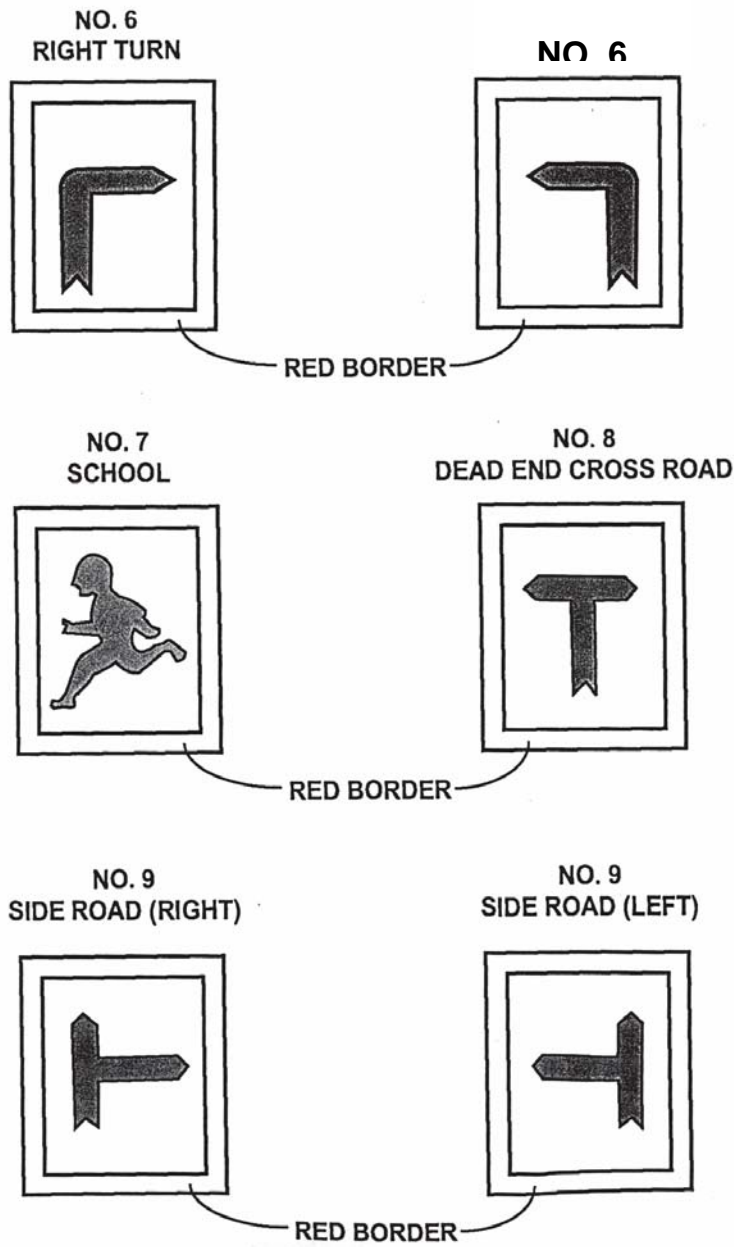 NO. 6
RIGHT TURN
NO 6
RED BORDER
NO. 7
SCHOOL
NO. 8
DEAD END CROSS ROAD
RED BORDER
NO. 9
SIDE ROAD (RIGHT)
NO. 9
SIDE ROAD (LEFT)
RED BORDER